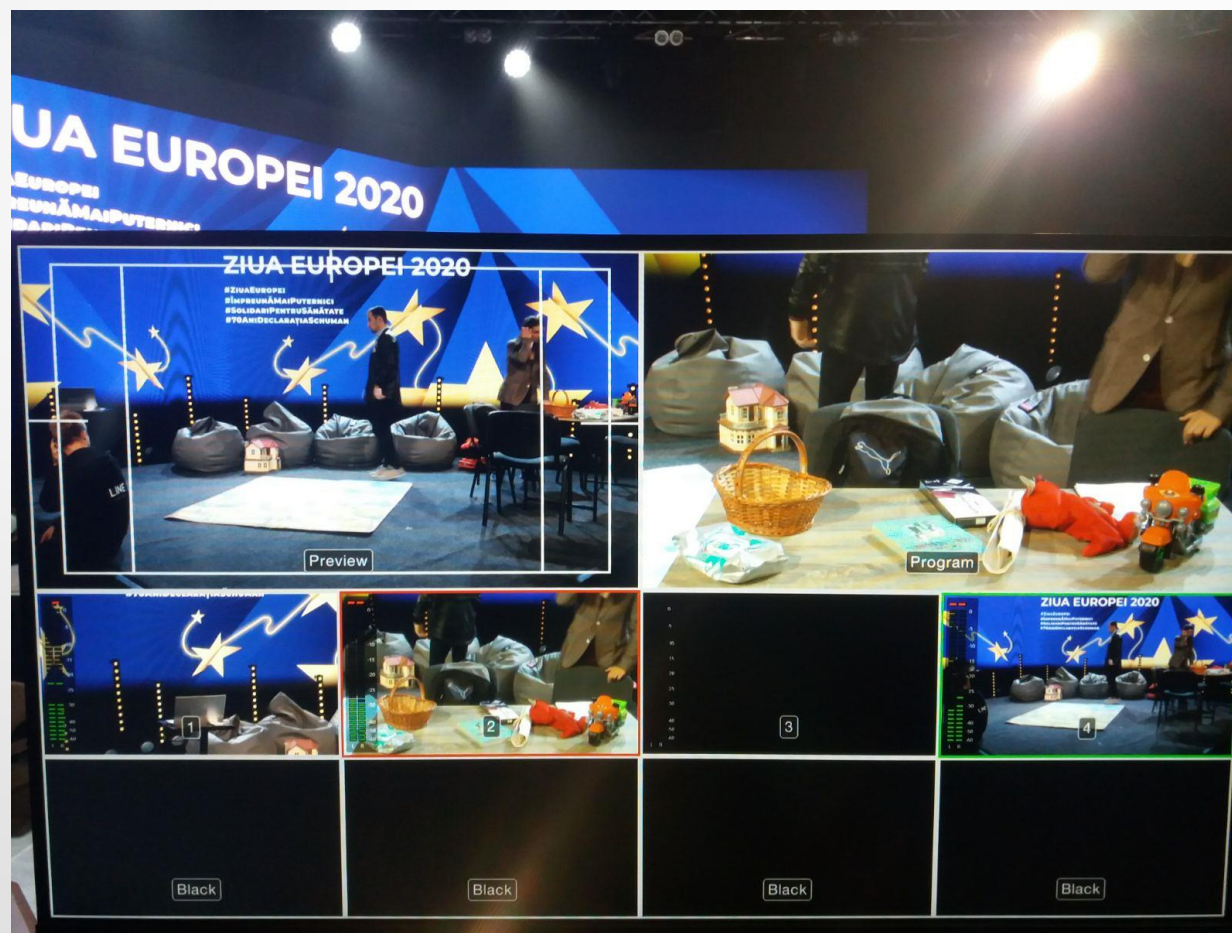 UA EUROPEI 2020
ZIUA EUROPEI 2020
#ZIUAEUROPEI
#ÎMPREUNĂMAIPUTERNICI
#SOLIDARIPENTRUSĂNĂTATE
#70ANIDECLARAȚIASCHUMAN
LINE
Preview
Program
1
2
3
ZIUA EUROPEI 2020
4
Black
Black
Black
Black